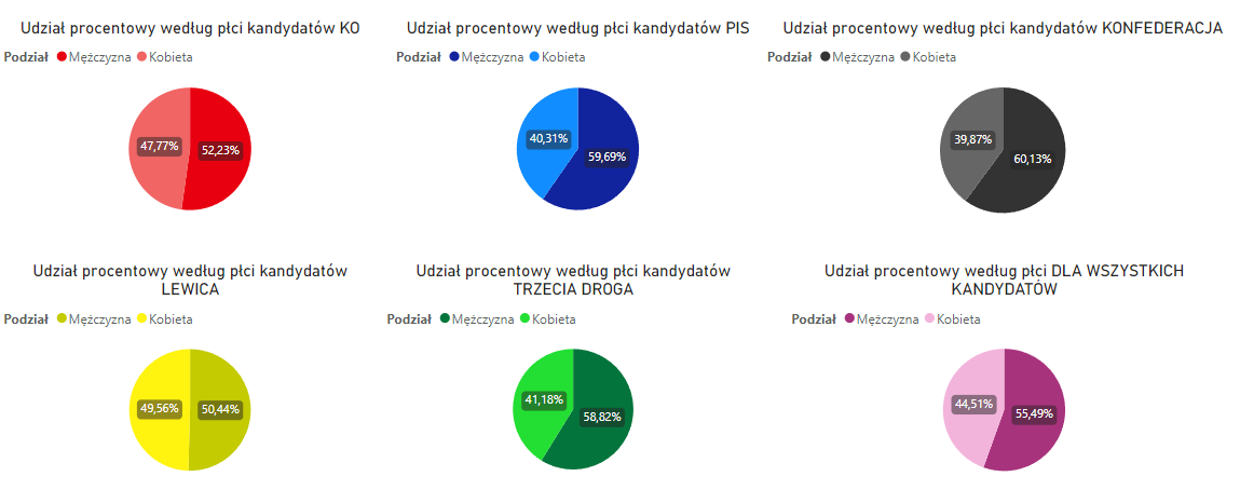 Udział procentowy według płci kandydatów KO
Podział Mężczyzna Kobieta
47,77%
52,23%
Udział procentowy według płci kandydatów PIS
Podział Mężczyzna Kobieta
40,31%
59,69%
Udział procentowy według płci kandydatów KONFEDERACJA
Podział Mężczyzna Kobieta
39,87%
60,13%
Udział procentowy według płci kandydatów
LEWICA
Podział Mężczyzna Kobieta
49,56%
50,44%
Udział procentowy według płci kandydatów
TRZECIA DROGA
Podział Mężczyzna Kobieta
41,18%
58,82%
Udział procentowy według płci DLA WSZYSTKICH
KANDYDATÓW
Podział Mężczyzna Kobieta
44,51%
55,49%